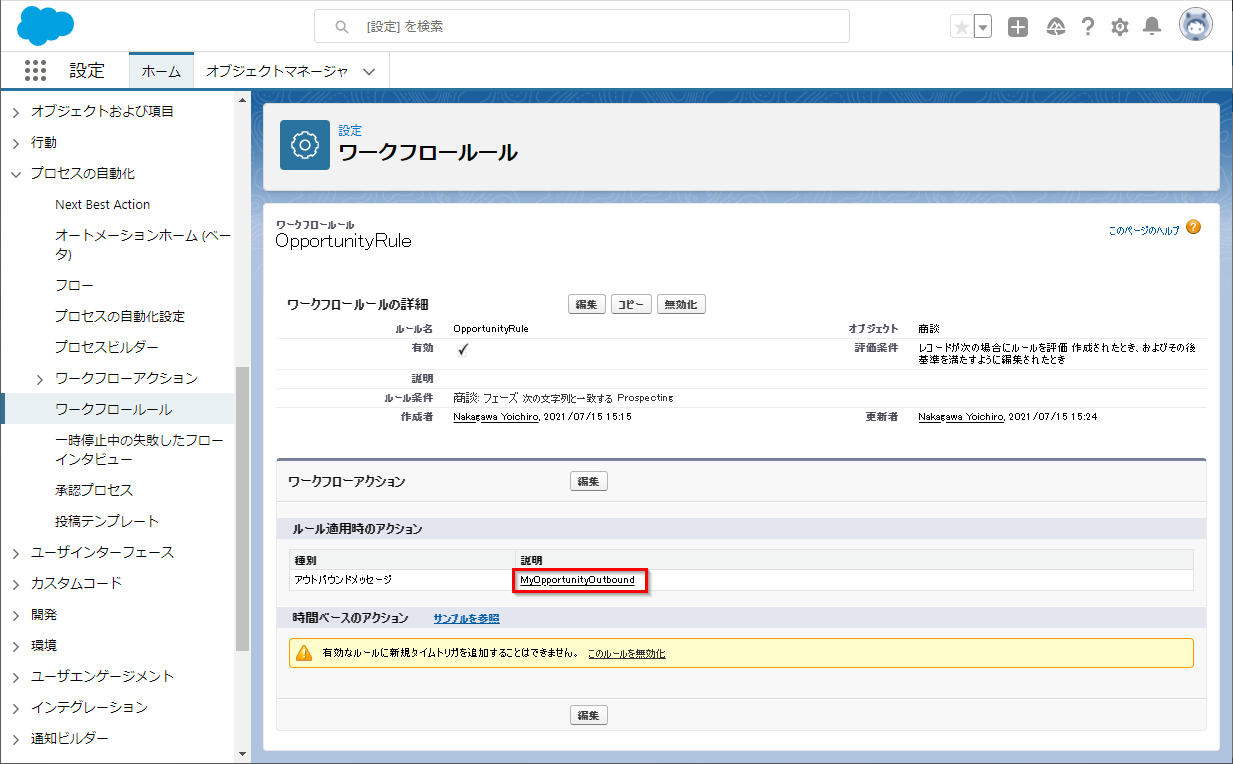 [設定] を検索
設定
ホーム
オブジェクトマネージャ
オブジェクトおよび項目
行動
プロセスの自動化
Next Best Action
オートメーションホーム (ベー
タ)
フロー
プロセスの自動化設定
プロセスビルダー
ワークフローアクション
ワークフロールール
一時停止中の失敗したフロー
インタビュー
承認プロセス
投稿テンプレート
ユーザインターフェース
カスタムコード
開発
環境
ユーザエンゲージメント
インテグレーション
通知ビルダー
設定
ワークフロールール
ワークフロールール
OpportunityRule
このページのヘルプ ?
ワークフロールールの詳細 編集 コピー 無効化
ルール名 OpportunityRule オブジェクト 商談
有効 ✓ 評価条件 レコードが次の場合にルールを評価 作成されたとき、およびその後
基準を満たすように編集されたとき
説明
ルール条件 商談: フェーズ 次の文字列と一致する Prospecting
作成者 Nakagawa Yoichiro, 2021/07/15 15:15 更新者 Nakagawa Yoichiro, 2021/07/15 15:24
ワークフローアクション 編集
ルール適用時のアクション
種別 説明
アウトバウンドメッセージ MyOpportunityOutbound
時間ベースのアクション サンプルを参照
有効なルールに新規タイムトリガを追加することはできません。 このルールを無効化
編集